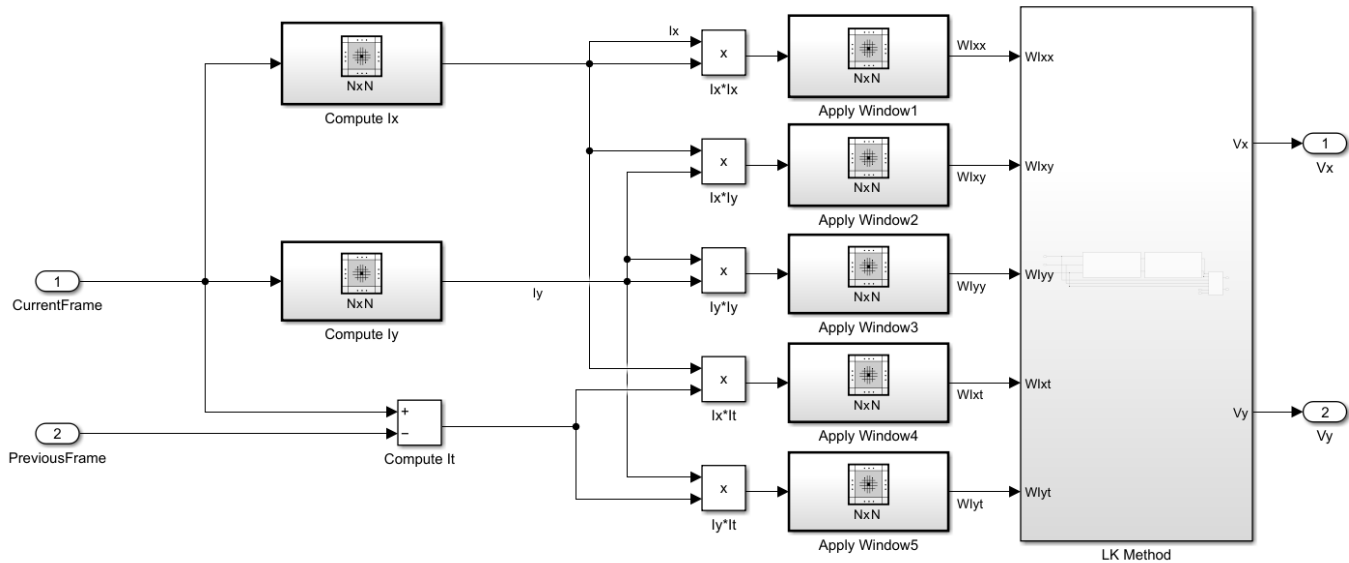 Ix
x
Ix*Ix
NxN
Compute Ix
NxN
Apply Window1
WIxx
WIxx
x
Ix*Iy
NxN
Apply Window2
WIxy
WIxy
Vx
1
Vx
1
CurrentFrame
NxN
Compute Iy
Iy
x
Iy*Iy
NxN
Apply Window3
WIyy
WIyy
x
Ix*It
NxN
Apply Window4
WIxt
WIxt
Vy
2
Vy
2
PreviousFrame
+
−
Compute It
x
Iy*It
NxN
Apply Window5
WIyt
WIyt
LK Method